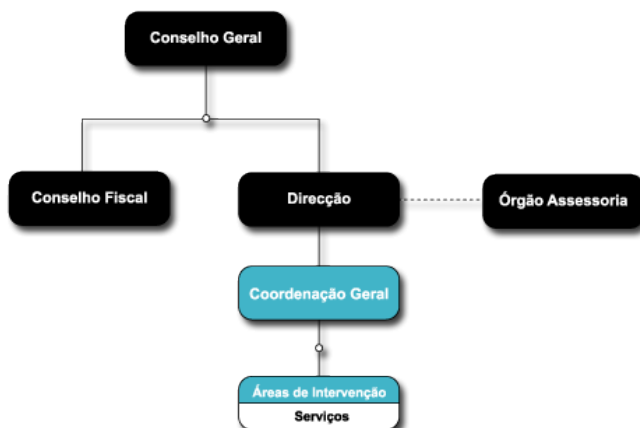 Conselho Geral
Conselho Fiscal
Direcção
Órgão Assessoria
Coordenação Geral
Áreas de Intervenção
Serviços